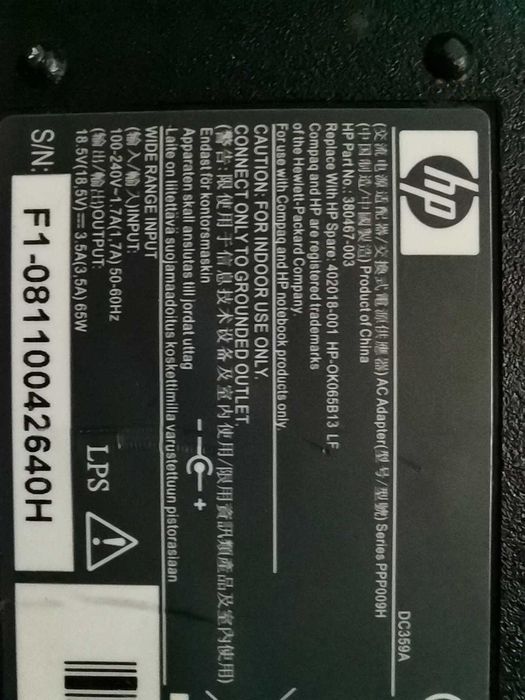 hp
DC359A
(交流电源适配器/交換式電源供應器) AC Adapter(型号/型號) Series PPP009H
(中国制造/中國製造) Product of China
HP Part No.: 380467-003
Replace With HP Spare: 402018-001 HP-OK065B13 LF
Compaq and HP are registered trademarks
of the Hewlett-Packard Company.
For use with Compaq and HP notebook products only.
CAUTION: FOR INDOOR USE ONLY.
CONNECT ONLY TO GROUNDED OUTLET.
(警告: 限使用于信息技术设备及室内使用/限用資訊類產品及室内使用)
Endast för kontorsmaskin
Apparaten skall anslutas till jordat uttag
Laite on liitettävä suojamaadoitus koskettimilla varustettuun pistorasiaan
WIDE RANGE INPUT
(输入/輸入)INPUT:
100-240V~1.7A(1.7A) 50-60Hz
(输出/輸出)OUTPUT:
18.5V(18.5V)⎓3.5A(3.5A) 65W
- +
LPS
S/N: F1-08110042640H